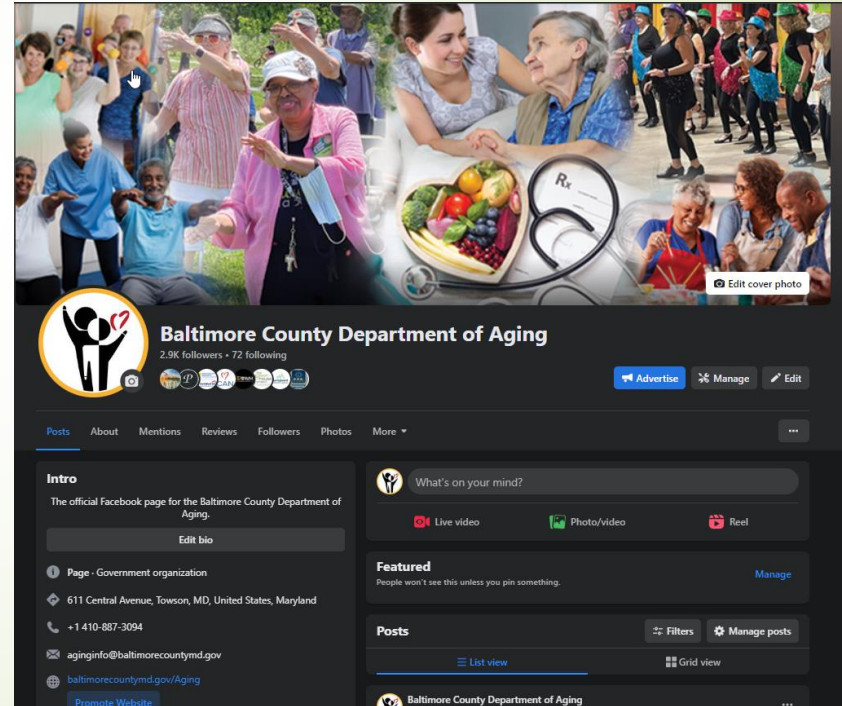 Rx
Edit cover photo
Baltimore County Department of Aging
2.9K followers • 72 following
Advertise
Manage
Edit
Posts
About
Mentions
Reviews
Followers
Photos
More
Intro
The official Facebook page for the Baltimore County Department of
Aging.
Edit bio
Page · Government organization
611 Central Avenue, Towson, MD, United States, Maryland
+1 410-887-3094
aginginfo@baltimorecountymd.gov
baltimorecountymd.gov/Aging
Promote Website
What's on your mind?
Live video
Photo/video
Reel
Featured
People won't see this unless you pin something.
Manage
Posts
Filters
Manage posts
List view
Grid view
Baltimore County Department of Aging